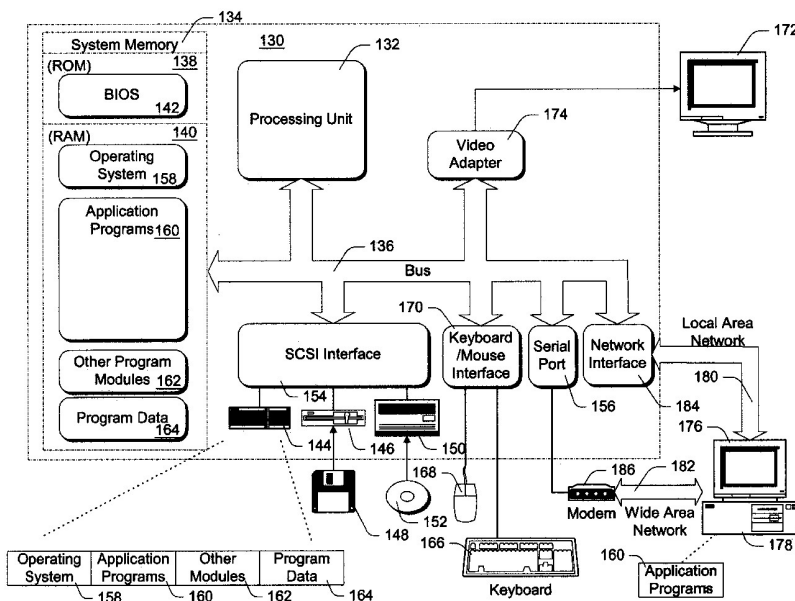 System Memory
134
(ROM)
138
BIOS
142
(RAM)
140
Operating
System
158
Application
Programs
160
Other Program
Modules
162
Program Data
164
130
132
Processing Unit
174
Video
Adapter
172
136
Bus
SCSI Interface
154
170
Keyboard
/Mouse
Interface
Serial
Port
156
Network
Interface
184
Local Area
Network
180
144
146
150
148
152
168
166
Keyboard
186
Modem
182
Wide Area
Network
176
178
160
Application
Programs
Operating
System
Application
Programs
Other
Modules
Program
Data
158
160
162
164